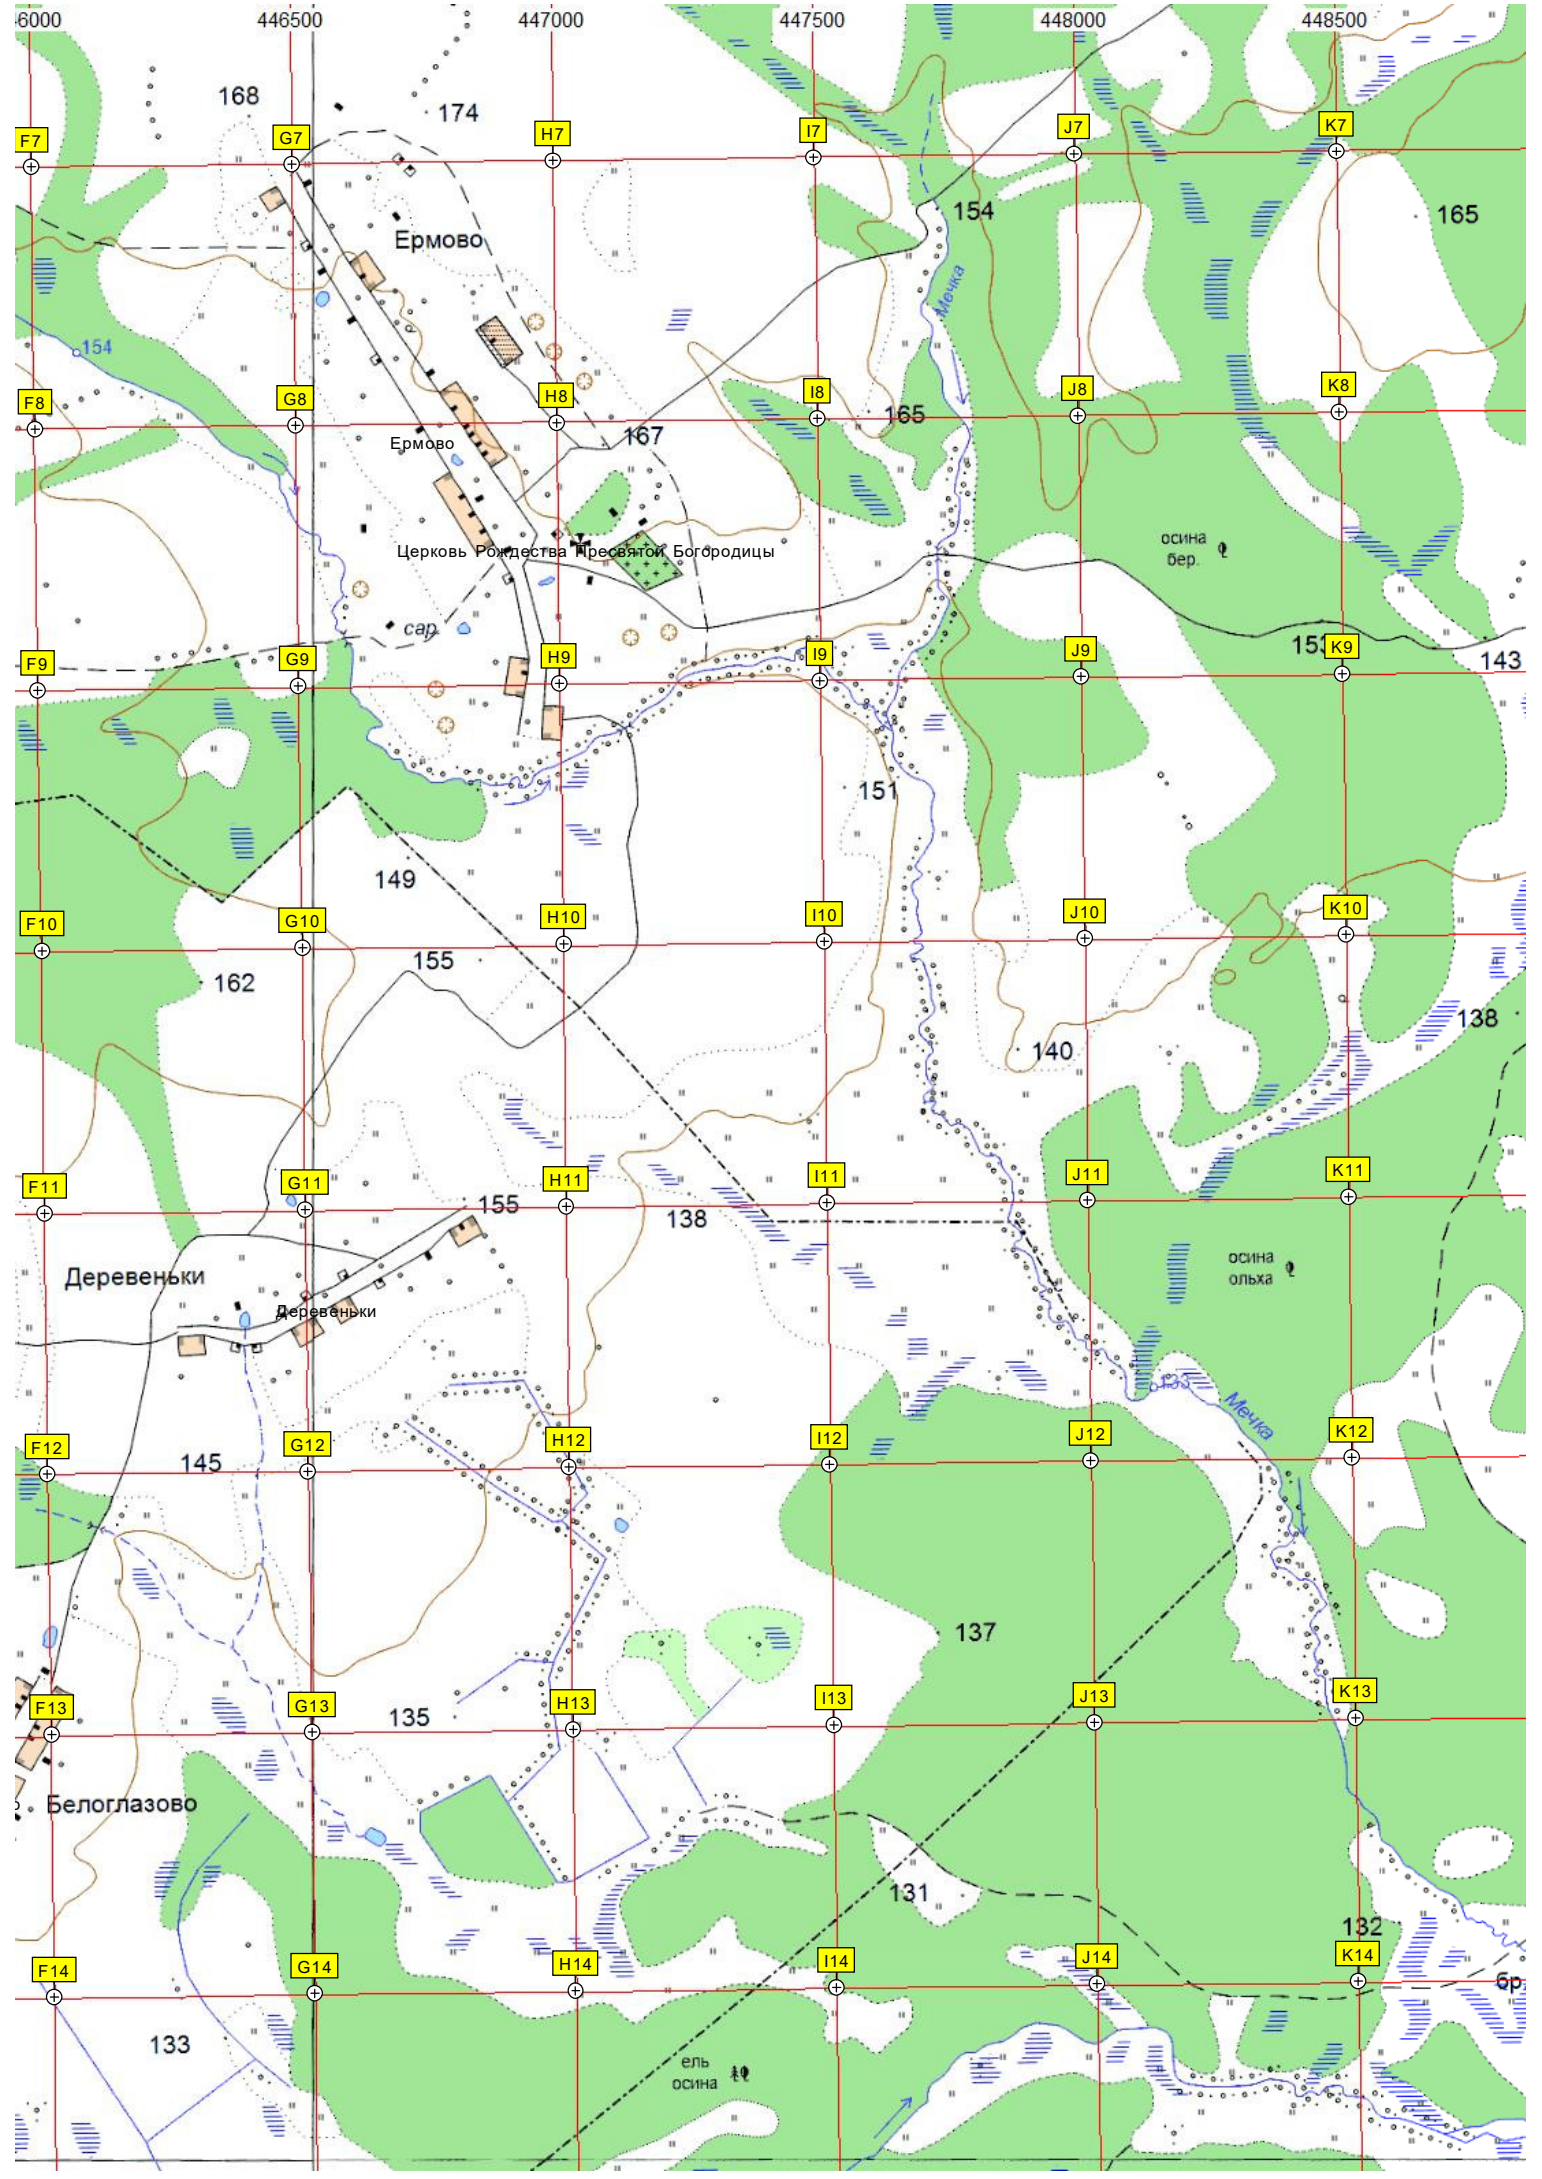 46000 446500 447000 447500 448000 448500
168
174
F7 G7 H7 I7 J7 K7
154
165
Ермово
Мечка
154
F8 G8 H8 I8 J8 K8
165
167
Ермово
осина
бер.
Церковь Рождества Пресвятой Богородицы
сар.
153
143
F9 G9 H9 I9 J9 K9
151
149
F10 G10 H10 I10 J10 K10
155
162
138
140
F11 G11 H11 I11 J11 K11
155
138
осина
ольха
Деревеньки
Деревеньки
133
Мечка
F12 G12 H12 I12 J12 K12
145
137
F13 G13 H13 I13 J13 K13
135
Белоглазово
131
132
F14 G14 H14 I14 J14 K14
бр.
133
ель
осина